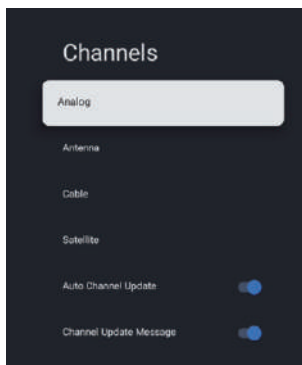 Channels
Analog
Antenna
Cable
Satellite
Auto Channel Update
Channel Update Message